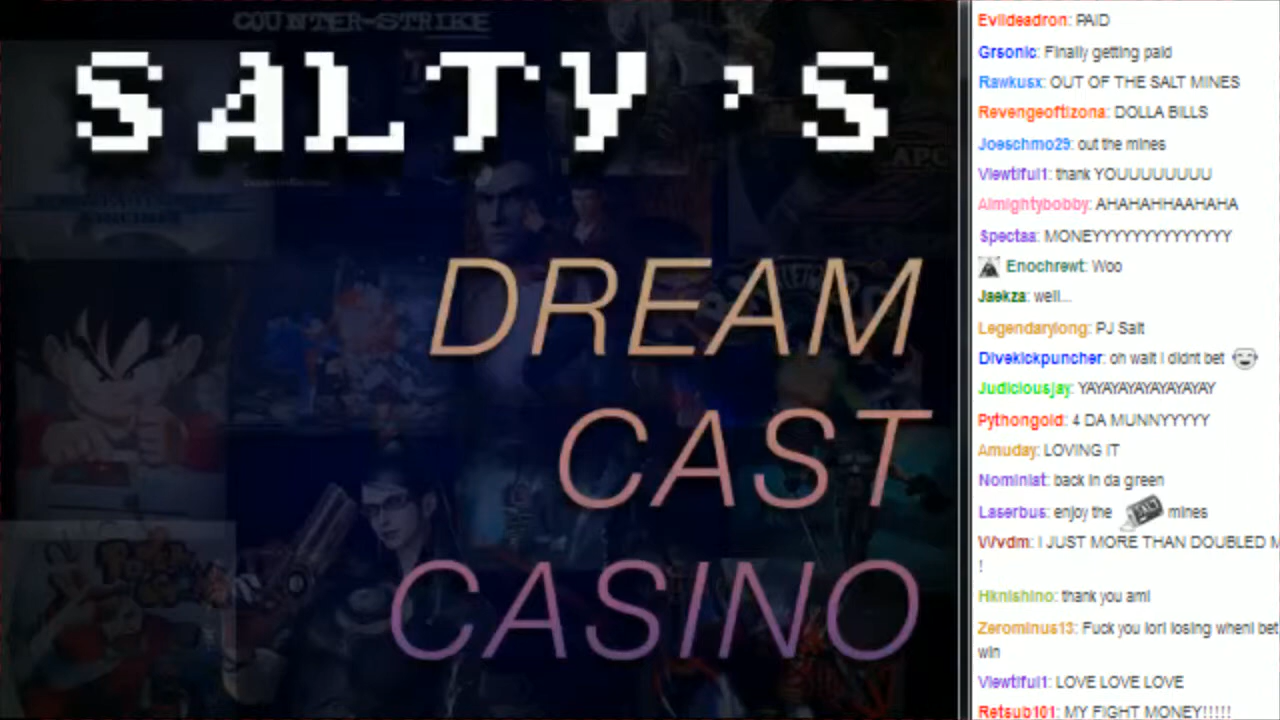 COUNTER-STRIKE
SALTY'S
DREAM
CAST
CASINO
Evildeadron: PAID
Grsonic: Finally getting paid
Rawkusx: OUT OF THE SALT MINES
Revengeoftizona: DOLLA BILLS
Joeschmo29: out the mines
Viewtiful1: thank YOUUUUUUUU
Almightybobby: AHAHAHHAAHAHA
Spectaa: MONEYYYYYYYYYYYYYY
Enochrewt: Woo
Jaekza: well...
Legendarylong: PJ Salt
Divekickpuncher: oh wait i didnt bet
Judiciousjay: YAYAYAYAYAYAYAYAY
Pythongold: 4 DA MUNNYYYYY
Amuday: LOVING IT
Nominiat: back in da green
Laserbus: enjoy the SALT mines
Wvdm: I JUST MORE THAN DOUBLED M
!
Hknishino: thank you ami
Zerominus13: Fuck you lori losing wheni bet
win
Viewtiful1: LOVE LOVE LOVE
Retsub101: MY FIGHT MONEY!!!!!